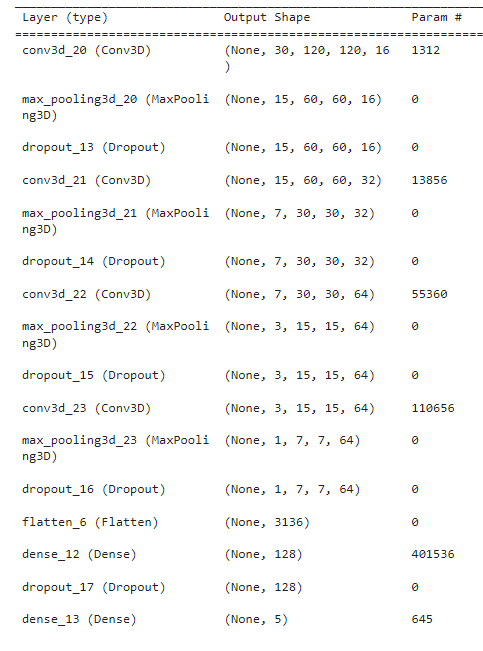 Layer (type) Output Shape Param #
conv3d_20 (Conv3D) (None, 30, 120, 120, 16 1312
)
max_pooling3d_20 (MaxPooli (None, 15, 60, 60, 16) 0
ng3D)
dropout_13 (Dropout) (None, 15, 60, 60, 16) 0
conv3d_21 (Conv3D) (None, 15, 60, 60, 32) 13856
max_pooling3d_21 (MaxPooli (None, 7, 30, 30, 32) 0
ng3D)
dropout_14 (Dropout) (None, 7, 30, 30, 32) 0
conv3d_22 (Conv3D) (None, 7, 30, 30, 64) 55360
max_pooling3d_22 (MaxPooli (None, 3, 15, 15, 64) 0
ng3D)
dropout_15 (Dropout) (None, 3, 15, 15, 64) 0
conv3d_23 (Conv3D) (None, 3, 15, 15, 64) 110656
max_pooling3d_23 (MaxPooli (None, 1, 7, 7, 64) 0
ng3D)
dropout_16 (Dropout) (None, 1, 7, 7, 64) 0
flatten_6 (Flatten) (None, 3136) 0
dense_12 (Dense) (None, 128) 401536
dropout_17 (Dropout) (None, 128) 0
dense_13 (Dense) (None, 5) 645